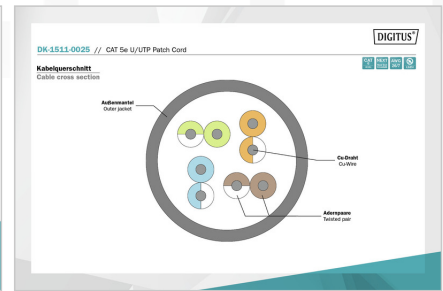 DIGITUS®
DK-1511-0025 // CAT 5e U/UTP Patch Cord
Kabelquerschnitt
Cable cross section
Außenmantel
Outer jacket
Cu-Draht
Cu-Wire
Adernpaare
Twisted pair